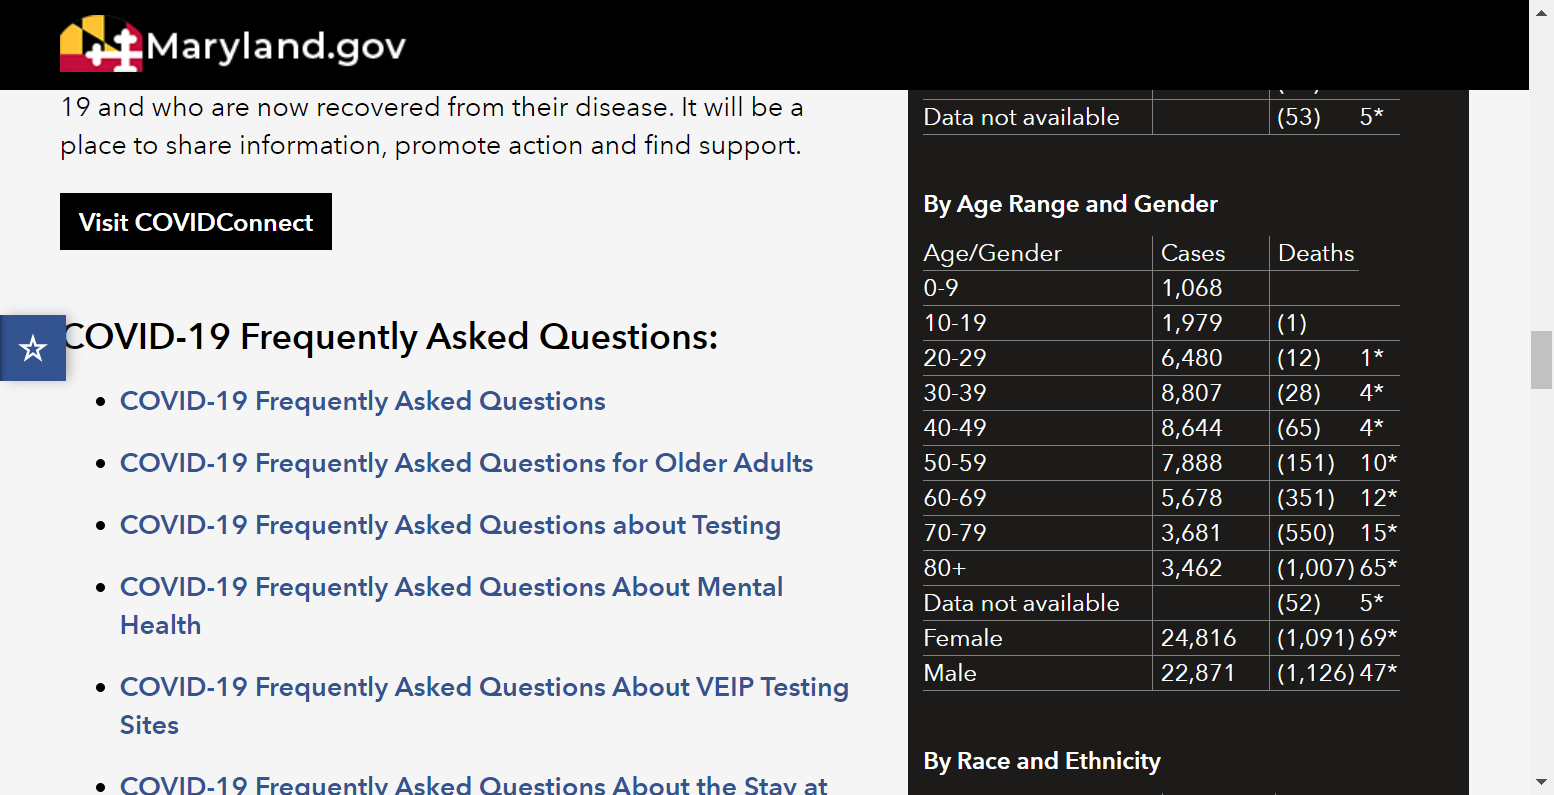 Maryland.gov
19 and who are now recovered from their disease. It will be a
place to share information, promote action and find support.
Visit COVIDConnect
COVID-19 Frequently Asked Questions:
COVID-19 Frequently Asked Questions
COVID-19 Frequently Asked Questions for Older Adults
COVID-19 Frequently Asked Questions about Testing
COVID-19 Frequently Asked Questions About Mental
Health
COVID-19 Frequently Asked Questions About VEIP Testing
Sites
COVID-19 Frequently Asked Questions About the Stay at
Data not available (53) 5*
By Age Range and Gender
Age/Gender Cases Deaths
0-9 1,068
10-19 1,979 (1)
20-29 6,480 (12) 1*
30-39 8,807 (28) 4*
40-49 8,644 (65) 4*
50-59 7,888 (151) 10*
60-69 5,678 (351) 12*
70-79 3,681 (550) 15*
80+ 3,462 (1,007) 65*
Data not available (52) 5*
Female 24,816 (1,091) 69*
Male 22,871 (1,126) 47*
By Race and Ethnicity